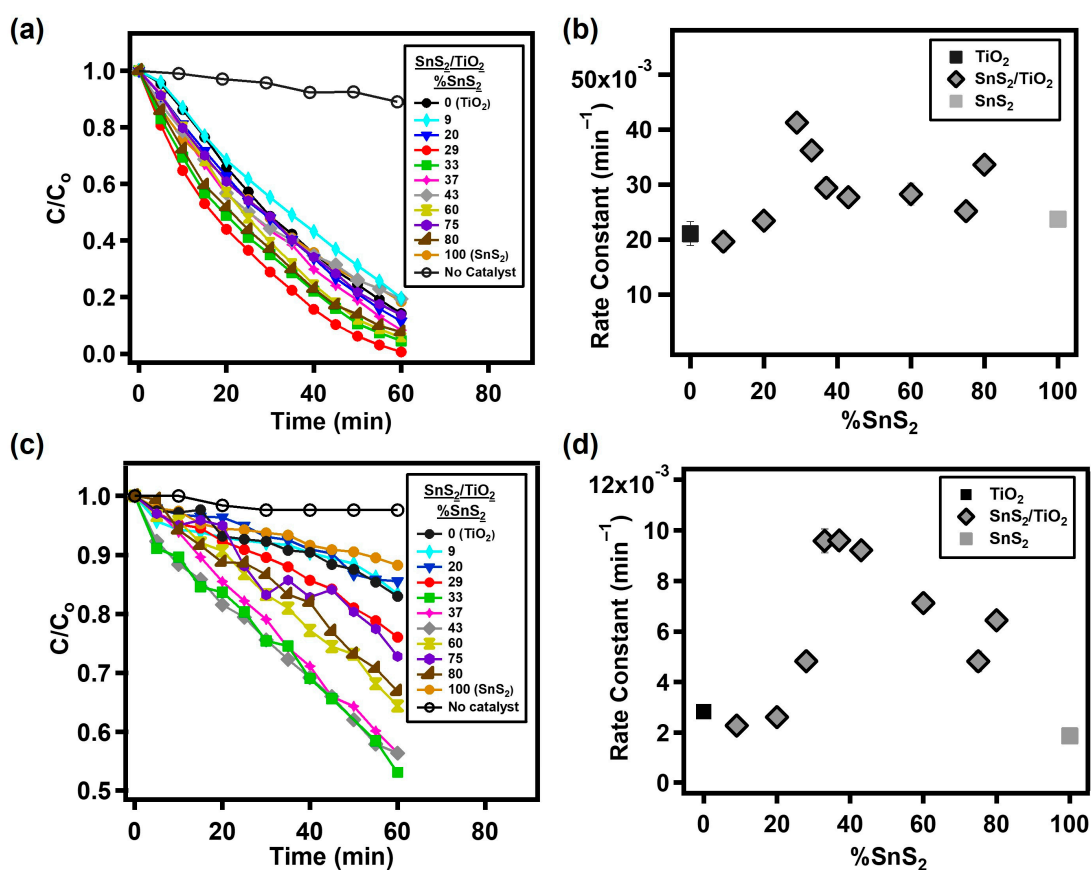 (a)
C/Co
1.0
0.8
0.6
0.4
0.2
0.0
0
20
40
60
80
Time (min)
SnS2/TiO2
%SnS2
0 (TiO2)
9
20
29
33
37
43
60
75
80
100 (SnS2)
No Catalyst
(b)
Rate Constant (min−1)
50x10−3
40
30
20
10
0
20
40
60
80
100
%SnS2
TiO2
SnS2/TiO2
SnS2
(c)
C/Co
1.0
0.9
0.8
0.7
0.6
0.5
0
20
40
60
80
Time (min)
SnS2/TiO2
%SnS2
0 (TiO2)
9
20
29
33
37
43
60
75
80
100 (SnS2)
No catalyst
(d)
Rate Constant (min−1)
12x10−3
10
8
6
4
2
0
0
20
40
60
80
100
%SnS2
TiO2
SnS2/TiO2
SnS2